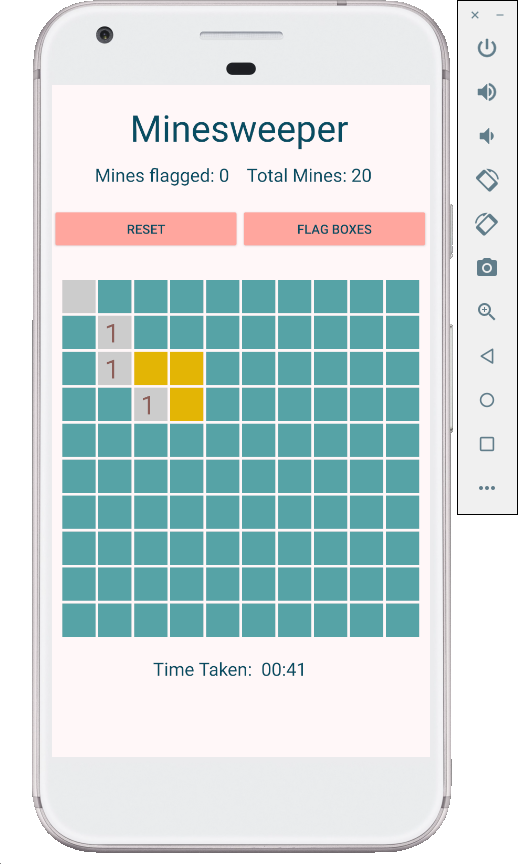 Minesweeper
Mines flagged: 0 Total Mines: 20
RESET FLAG BOXES
1
1
1
Time Taken: 00:41